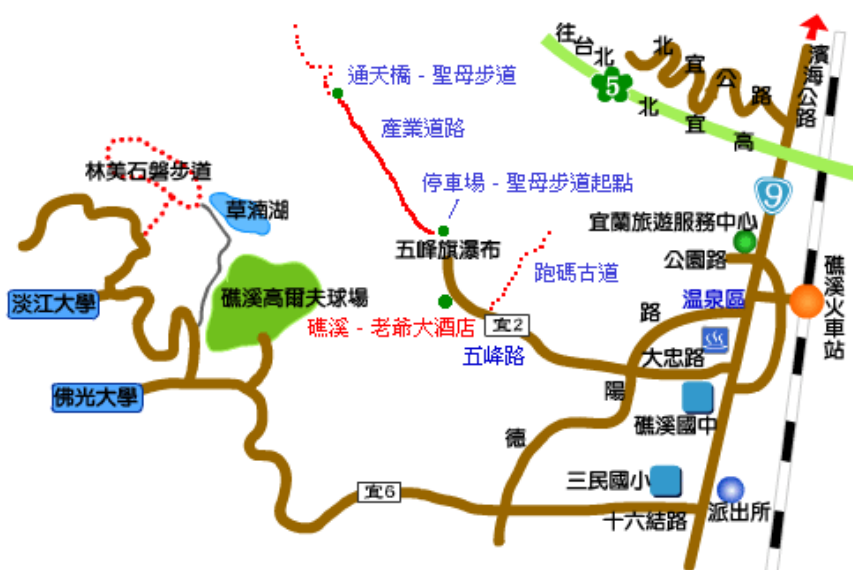 往台北
北宜公路
濱海公路
5
北宜高
通天橋 - 聖母步道
產業道路
林美石磐步道
停車場 - 聖母步道起點
9
草湳湖
宜蘭旅遊服務中心
五峰旗瀑布
公園路
跑碼古道
礁溪火車站
淡江大學
礁溪高爾夫球場
溫泉區
礁溪 - 老爺大酒店
宜2
德陽路
五峰路
大忠路
佛光大學
礁溪國中
三民國小
宜6
十六結路
派出所